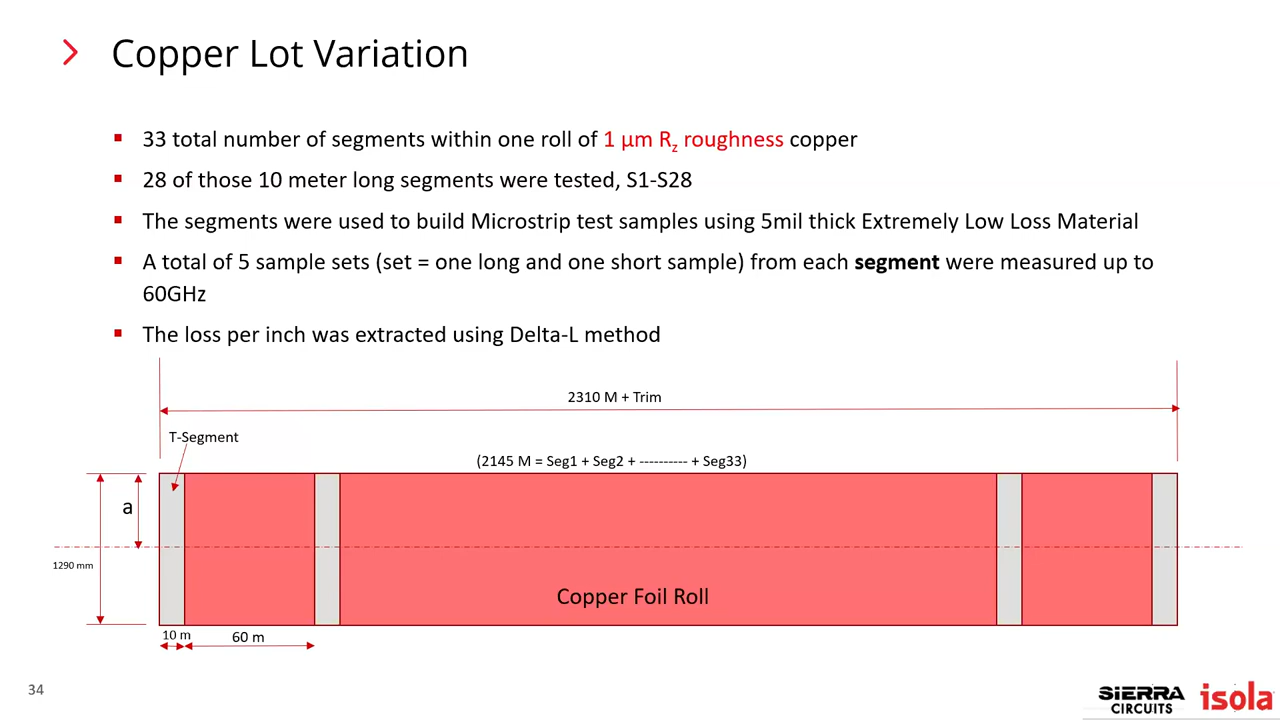 Copper Lot Variation
33 total number of segments within one roll of 1 µm Rz roughness copper
28 of those 10 meter long segments were tested, S1-S28
The segments were used to build Microstrip test samples using 5mil thick Extremely Low Loss Material
A total of 5 sample sets (set = one long and one short sample) from each segment were measured up to
60GHz
The loss per inch was extracted using Delta-L method
2310 M + Trim
T-Segment
(2145 M = Seg1 + Seg2 + ---------- + Seg33)
a
1290 mm
Copper Foil Roll
10 m
60 m
34
SIERRA
CIRCUITS
isola